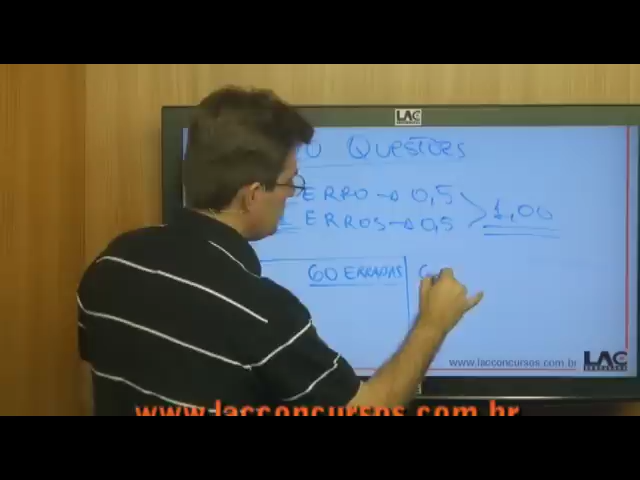 LAC
0 QUESTÕES
ERRO → 0,5
ERROS → 0,5
1,00
60 ERRADAS
www.lacconcursos.com.br
LAC
www.lacconcursos.com.br